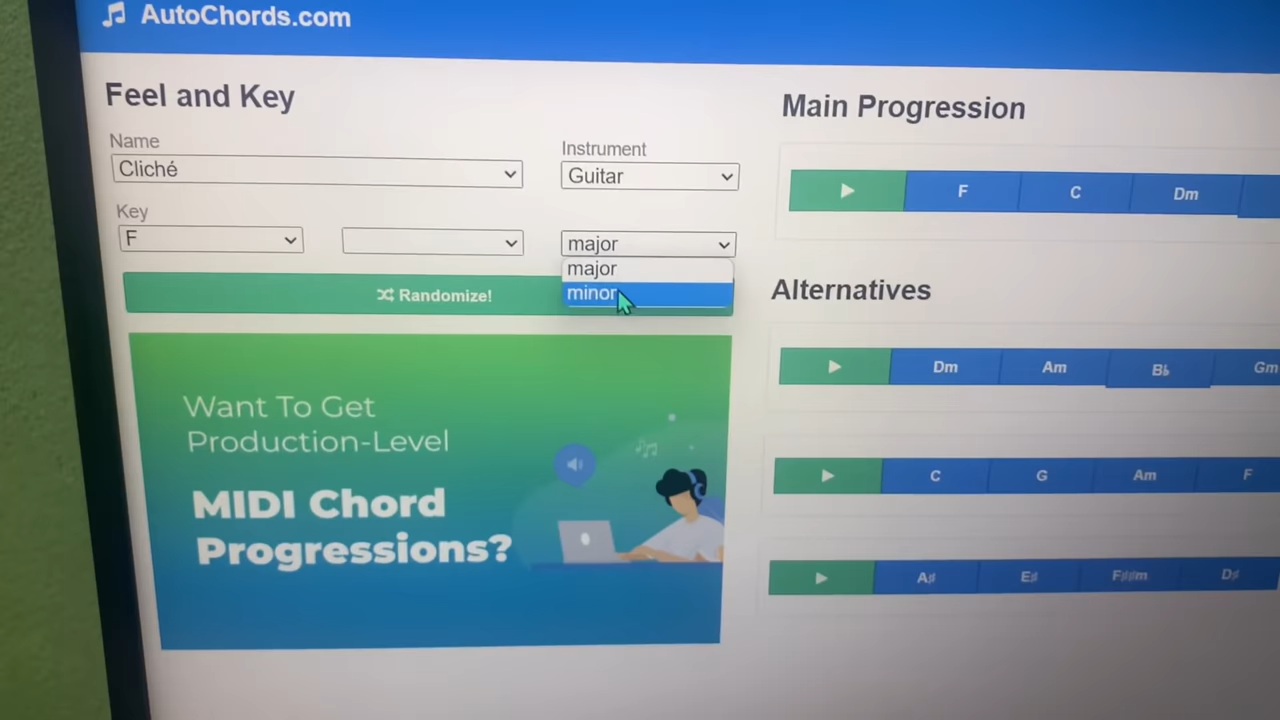 AutoChords.com
Feel and Key
Name
Cliché
Instrument
Guitar
Key
F
major
major
minor
Randomize!
Want To Get
Production-Level
MIDI Chord
Progressions?
Main Progression
F C Dm
Alternatives
Dm Am B♭ Gm
C G Am F
A♯ E♯ F♯♯m D♯